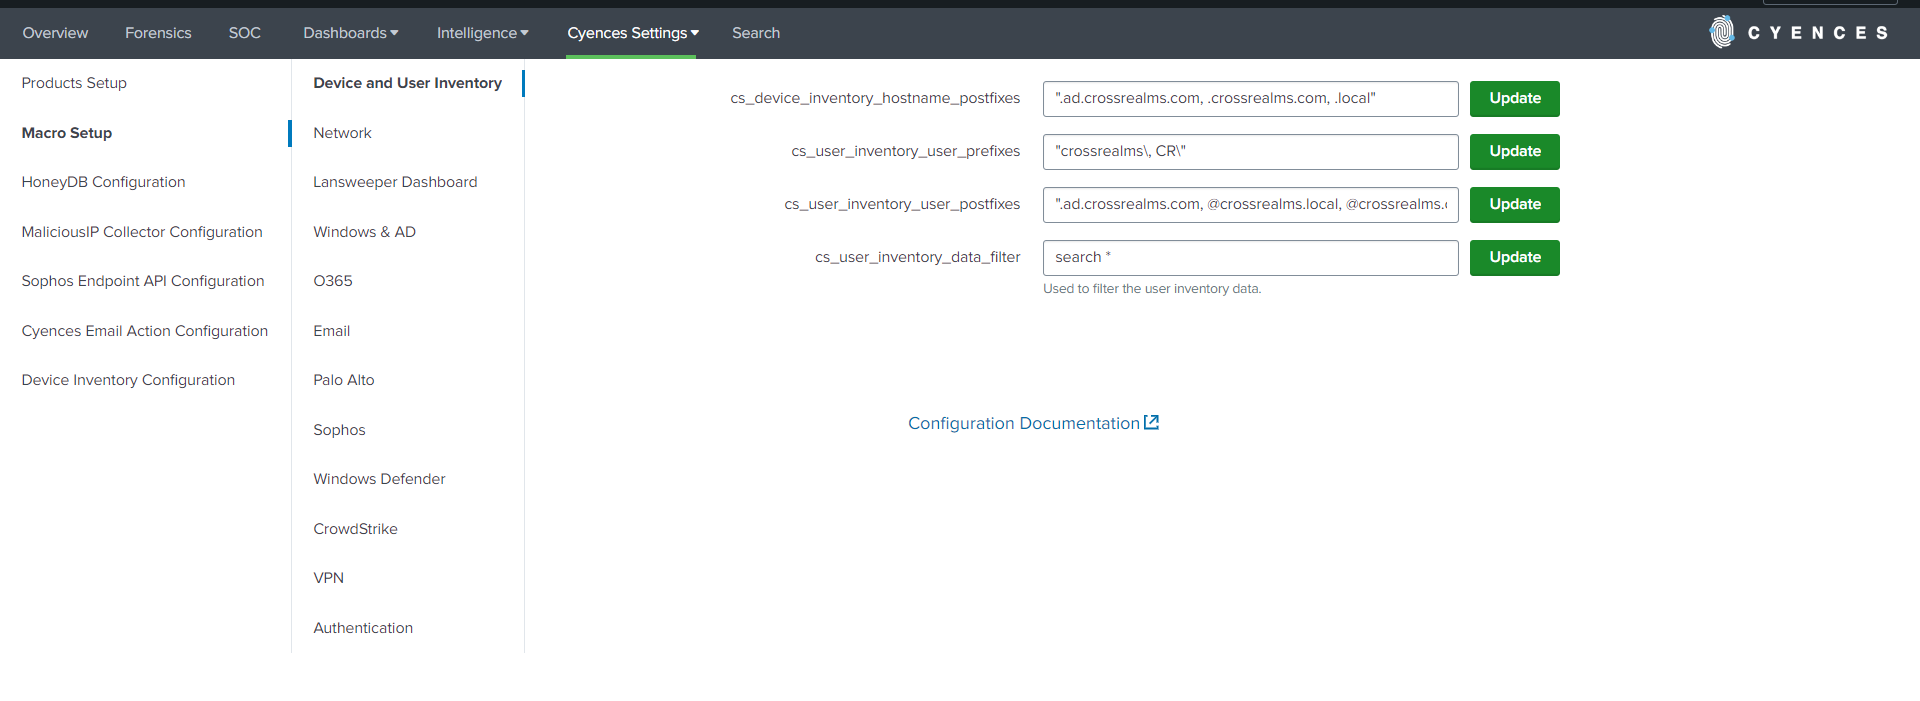 Overview Forensics SOC Dashboards Intelligence Cyences Settings Search CYENCES
Products Setup
Macro Setup
HoneyDB Configuration
MaliciousIP Collector Configuration
Sophos Endpoint API Configuration
Cyences Email Action Configuration
Device Inventory Configuration
Device and User Inventory
Network
Lansweeper Dashboard
Windows & AD
O365
Email
Palo Alto
Sophos
Windows Defender
CrowdStrike
VPN
Authentication
cs_device_inventory_hostname_postfixes ".ad.crossrealms.com, .crossrealms.com, .local" Update
cs_user_inventory_user_prefixes "crossrealms\, CR\" Update
cs_user_inventory_user_postfixes ".ad.crossrealms.com, @crossrealms.local, @crossrealms. Update
cs_user_inventory_data_filter search * Update
Used to filter the user inventory data.
Configuration Documentation